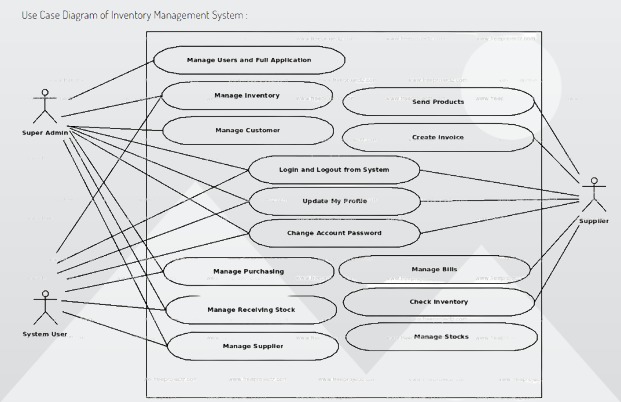 Use Case Diagram of Inventory Management System :
Manage Users and Full Application
Manage Inventory
Send Products
Super Admin
Manage Customer
Create Invoice
Login and Logout from System
Update My Profile
Supplier
Change Account Password
Manage Purchasing
Manage Bills
Manage Receiving Stock
Check Inventory
System User
Manage Supplier
Manage Stocks